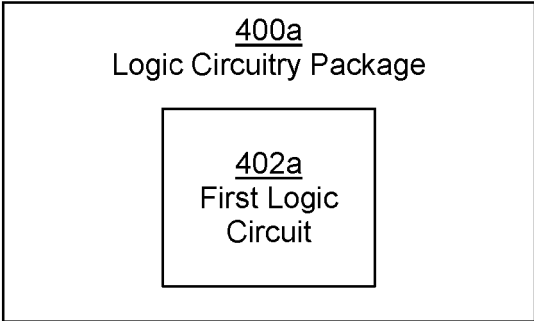 400a
Logic Circuitry Package
402a
First Logic
Circuit